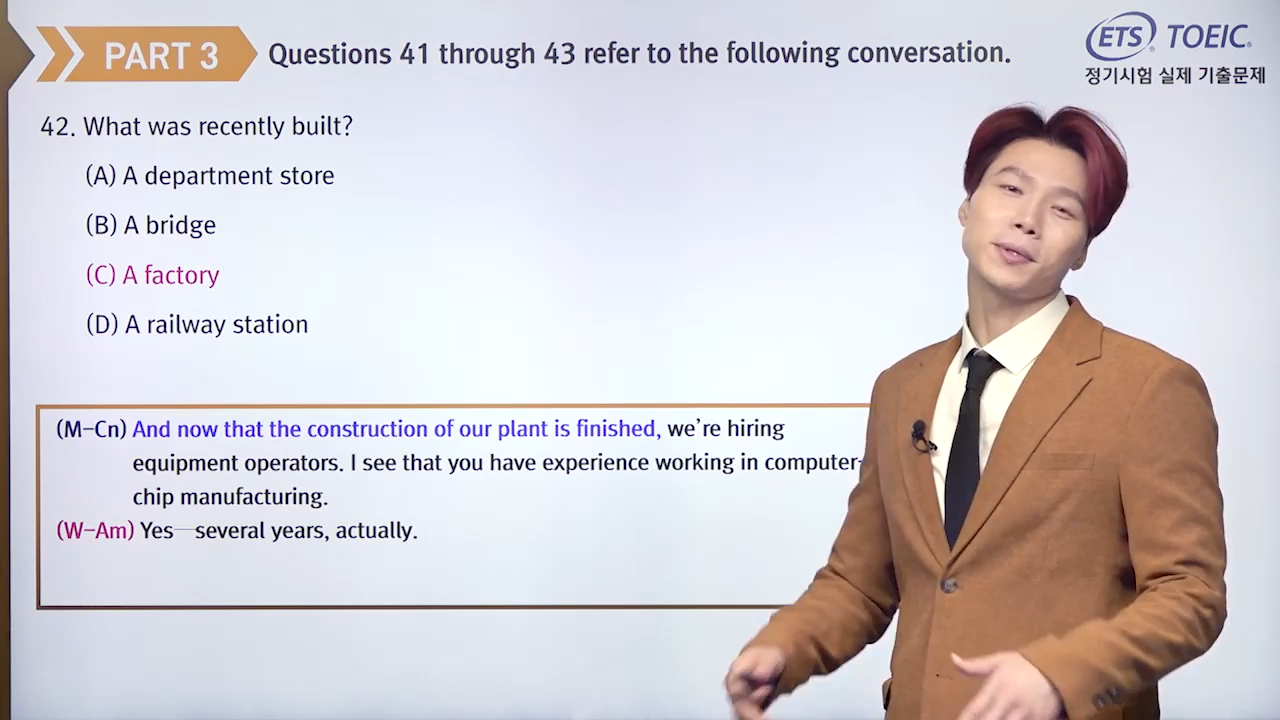 PART 3
Questions 41 through 43 refer to the following conversation.
ETS TOEIC
정기시험 실제 기출문제
42. What was recently built?
(A) A department store
(B) A bridge
(C) A factory
(D) A railway station
(M-Cn) And now that the construction of our plant is finished, we're hiring
equipment operators. I see that you have experience working in computer-
chip manufacturing.
(W-Am) Yes—several years, actually.